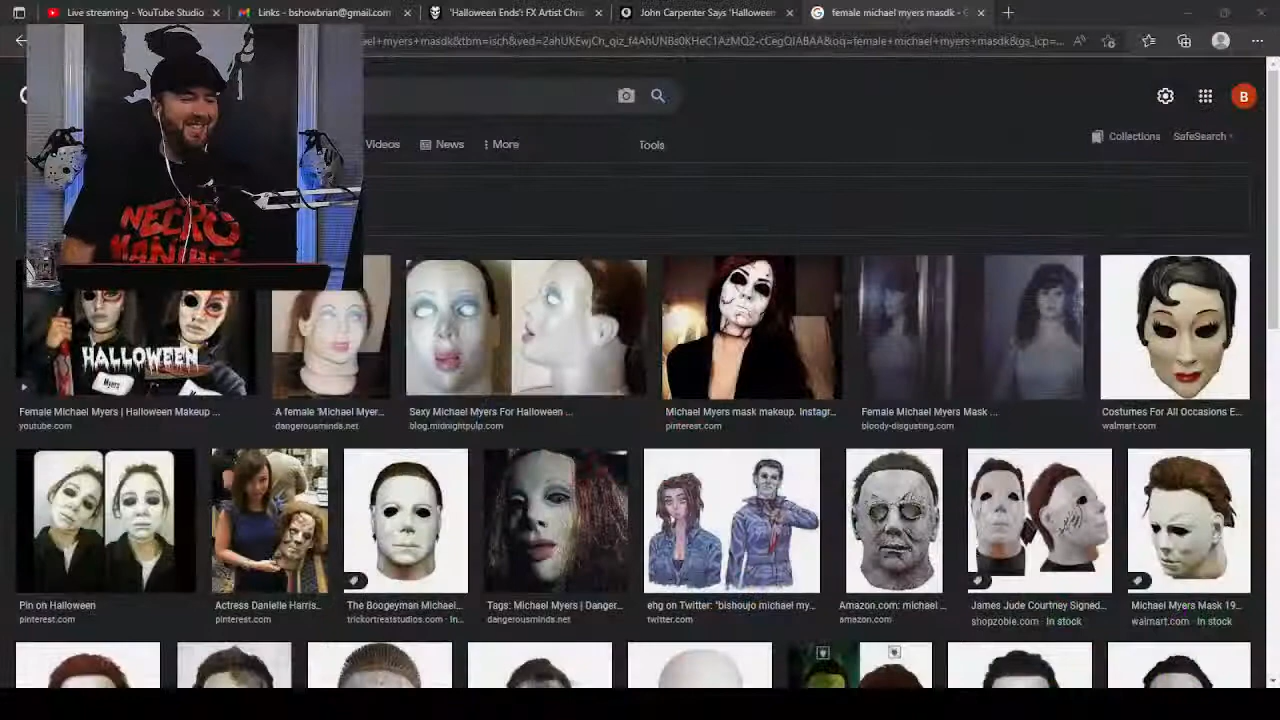 Live streaming - YouTube Studio
Links - bshowbrian@gmail.com
'Halloween Ends's FX Artist Chris
John Carpenter Says 'Halloween
female michael myers masdk - G
Videos
News
More
Tools
Collections
SafeSearch
B
NECRO
HALLOWEEN
Myers
Female Michael Myers | Halloween Makeup ...
youtube.com
A female 'Michael Myer...
dangerousminds.net
Sexy Michael Myers For Halloween ...
blog.midnightpulp.com
Michael Myers mask makeup. Instagr...
pinterest.com
Female Michael Myers Mask ...
bloody-disgusting.com
Costumes For All Occasions E...
walmart.com
Pin on Halloween
pinterest.com
Actress Danielle Harris...
pinterest.com
The Boogeyman Michael...
trickortreatstudios.com · In...
Tags: Michael Myers | Danger...
dangerousminds.net
ehg on Twitter: "bishoujo michael my...
twitter.com
Amazon.com: michael ...
amazon.com
James Jude Courtney Signed...
shopzobie.com · In stock
Michael Myers Mask 19...
walmart.com · In stock